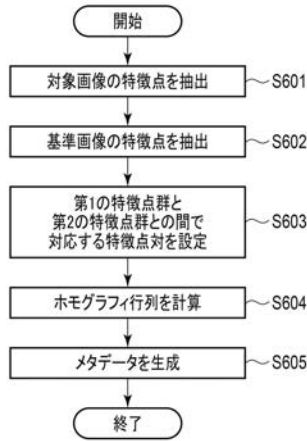 開始
対象画像の特徴点を抽出 S601
基準画像の特徴点を抽出 S602
第1の特徴点群と
第2の特徴点群との間で
対応する特徴点対を設定 S603
ホモグラフィ行列を計算 S604
メタデータを生成 S605
終了